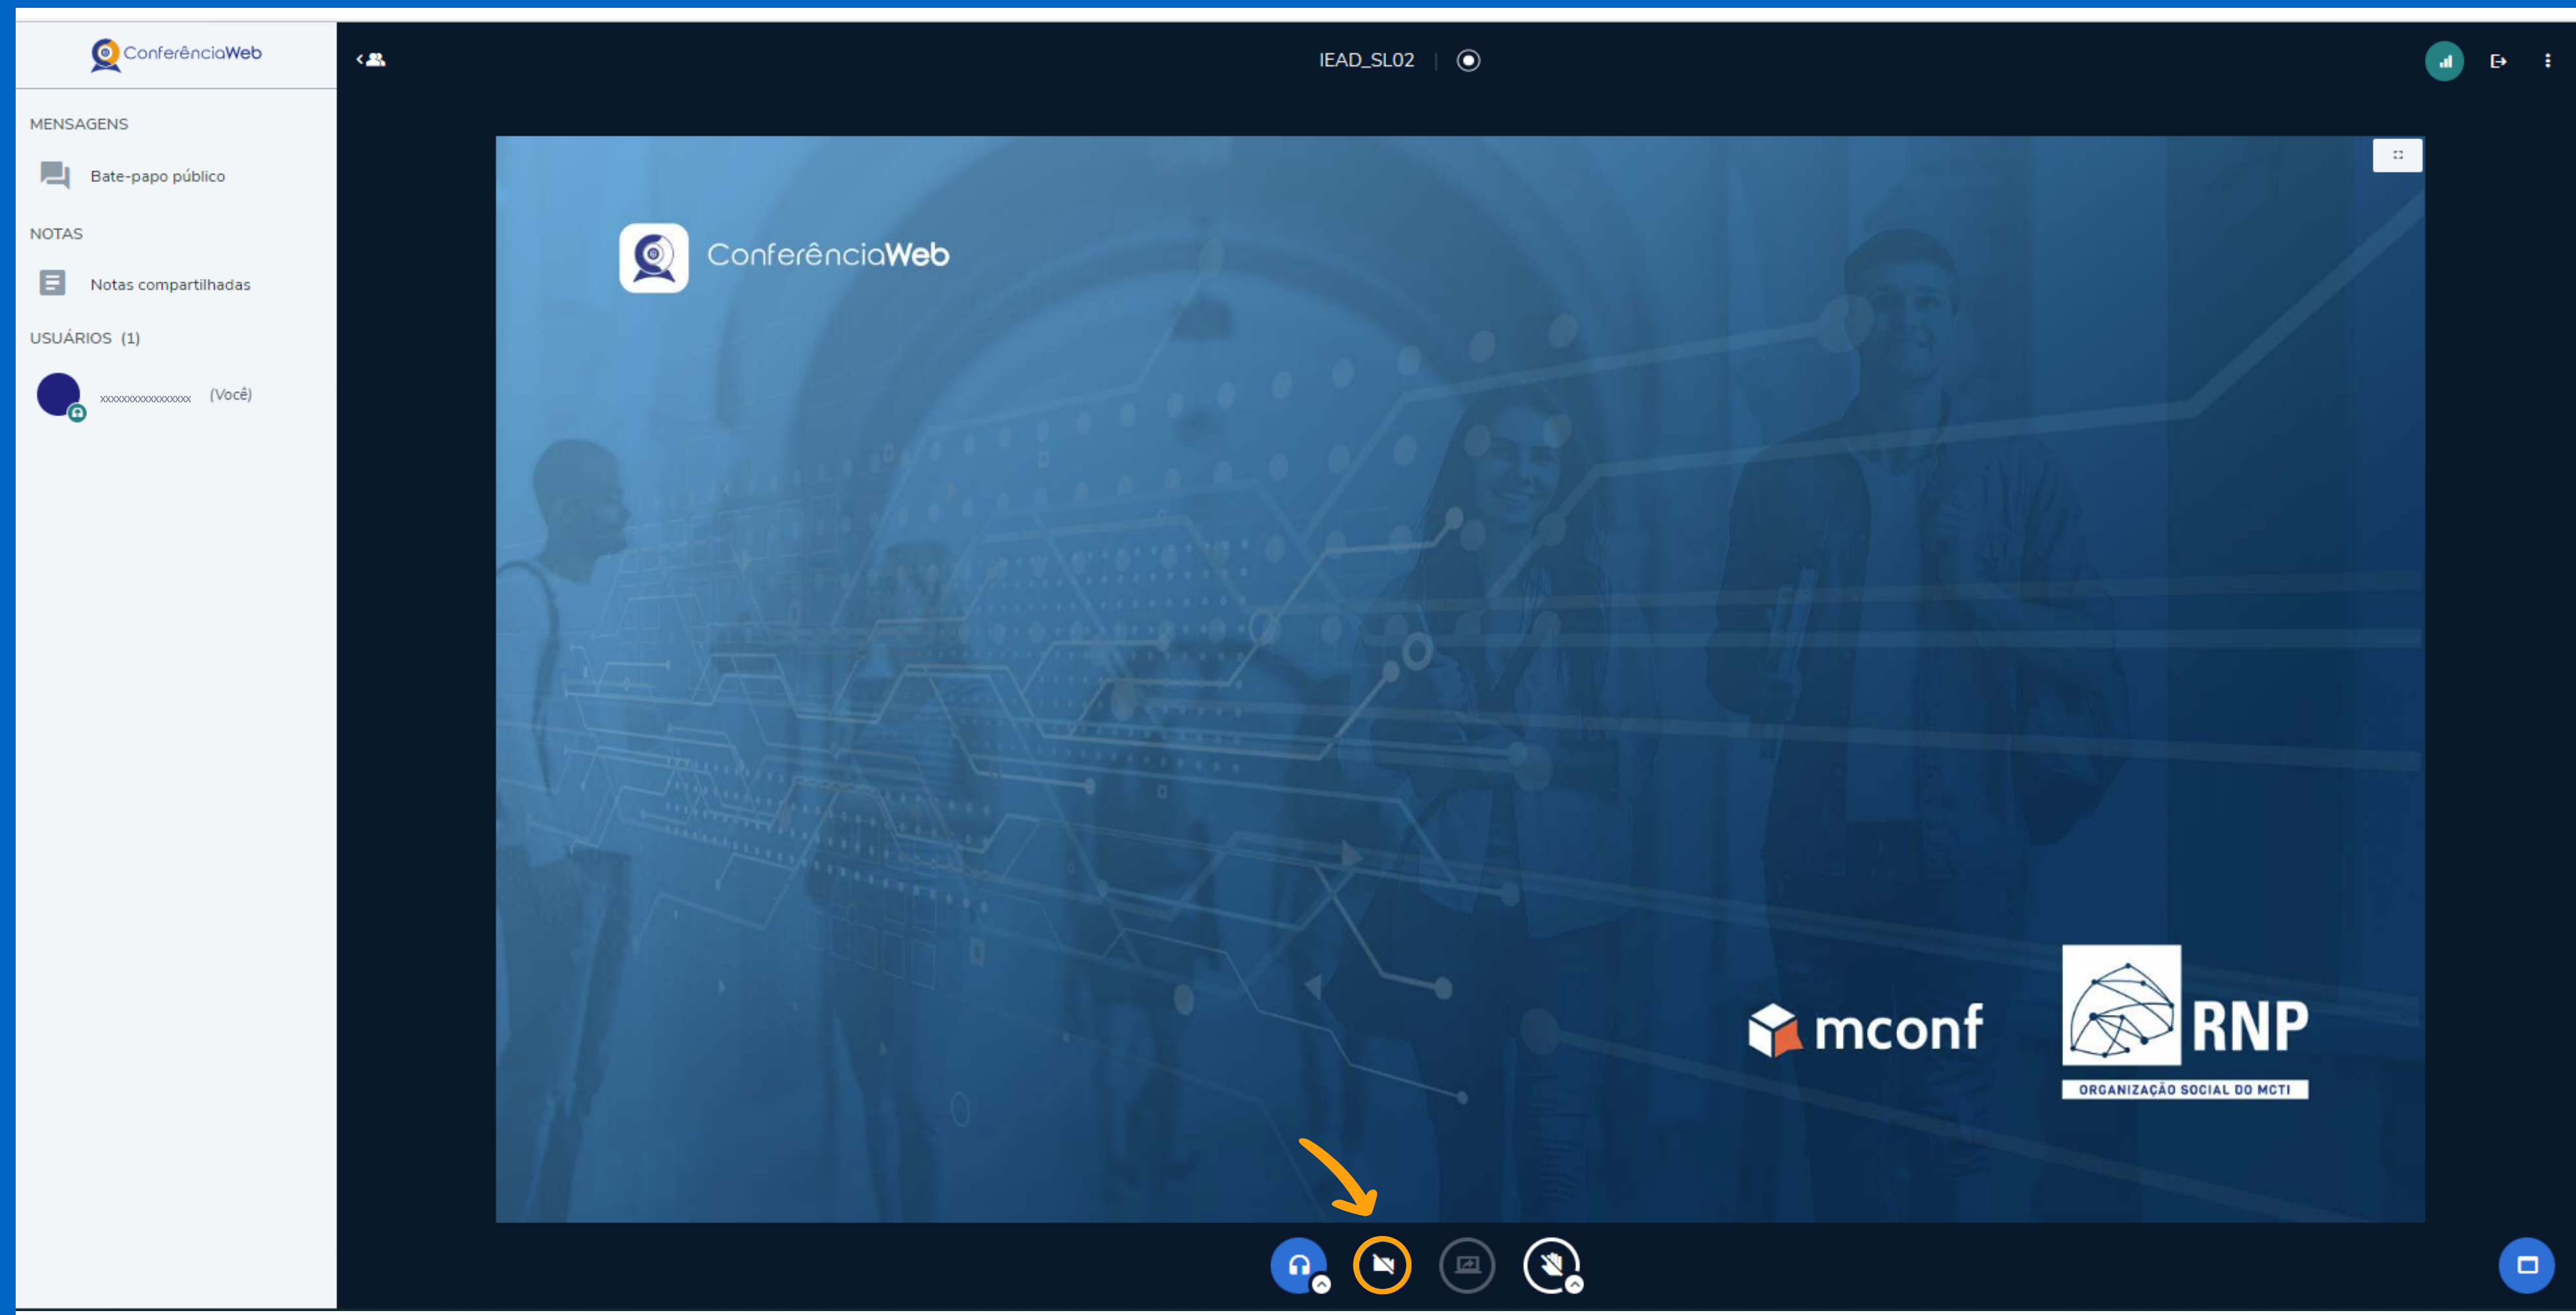 ConferênciaWeb
IEAD_SL02
MENSAGENS
Bate-papo público
NOTAS
Notas compartilhadas
USUÁRIOS (1)
xxxxxxxxxxxxxxxx (Você)
ConferênciaWeb
mconf
RNP
ORGANIZAÇÃO SOCIAL DO MCTI